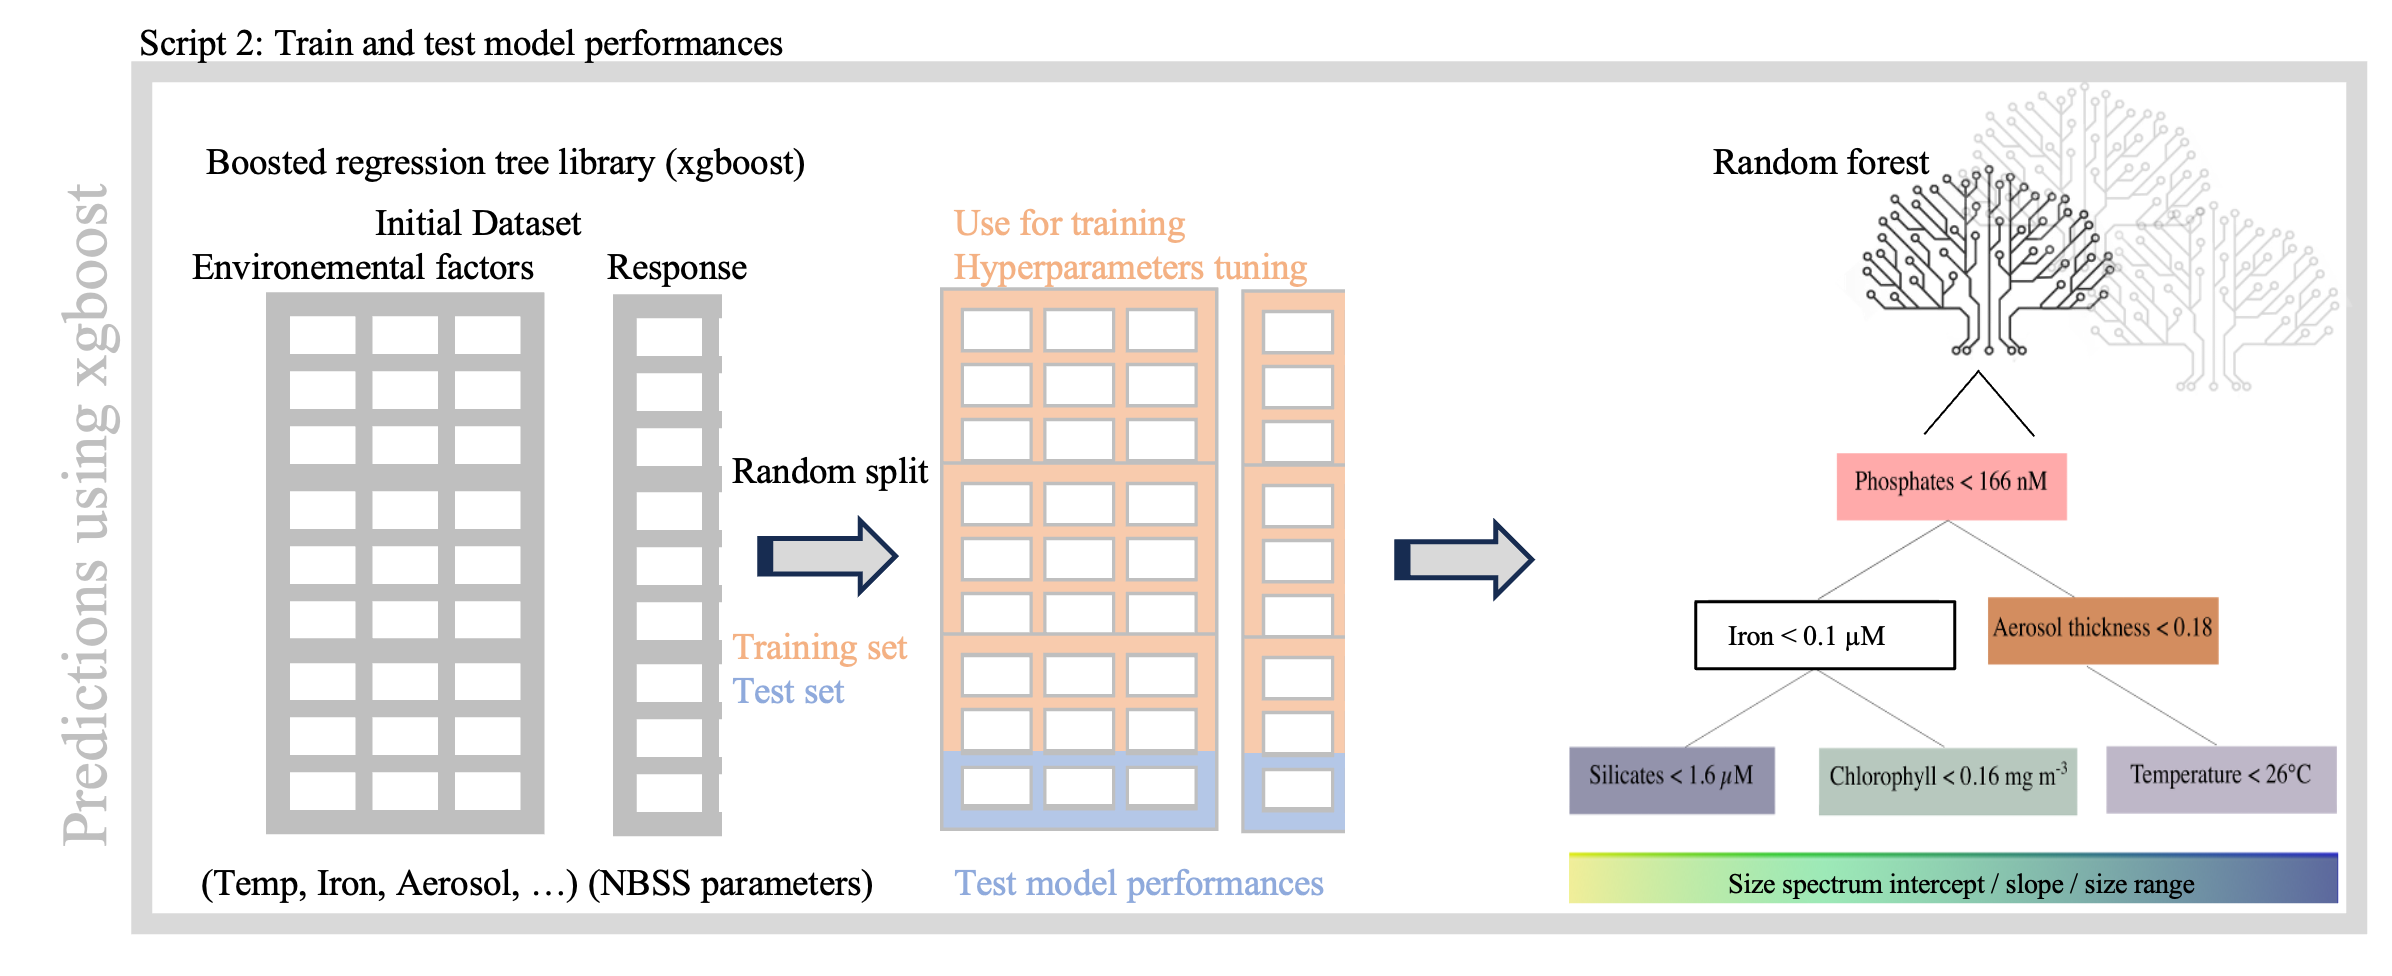 Script 2: Train and test model performances
Predictions using xgboost
Boosted regression tree library (xgboost)
Initial Dataset
Environemental factors
Response
(Temp, Iron, Aerosol, …) (NBSS parameters)
Random split
Training set
Test set
Use for training
Hyperparameters tuning
Test model performances
Random forest
Phosphates < 166 nM
Iron < 0.1 µM
Aerosol thickness < 0.18
Silicates < 1.6 µM
Chlorophyll < 0.16 mg m⁻³
Temperature < 26°C
Size spectrum intercept / slope / size range